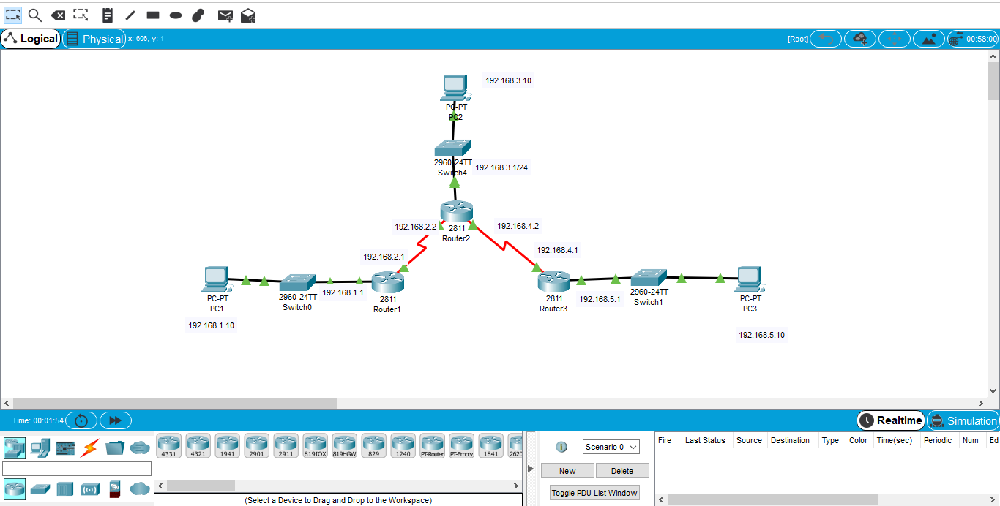 Logical
Physical
x: 606, y: 1
[Root]
00:58:00
192.168.3.10
PC-PT
PC2
2960-24TT
Switch4
192.168.3.1/24
192.168.2.2
2811
Router2
192.168.4.2
192.168.2.1
192.168.4.1
PC-PT
PC1
192.168.1.10
2960-24TT
Switch0
192.168.1.1
2811
Router1
2811
Router3
192.168.5.1
2960-24TT
Switch1
PC-PT
PC3
192.168.5.10
Time: 00:01:54
Realtime
Simulation
4331 4321 1941 2901 2911 819IOX 819HGW 829 1240 PT-Router PT-Empty 1841 2620
(Select a Device to Drag and Drop to the Workspace)
Scenario 0
New Delete
Toggle PDU List Window
Fire Last Status Source Destination Type Color Time(sec) Periodic Num Ed